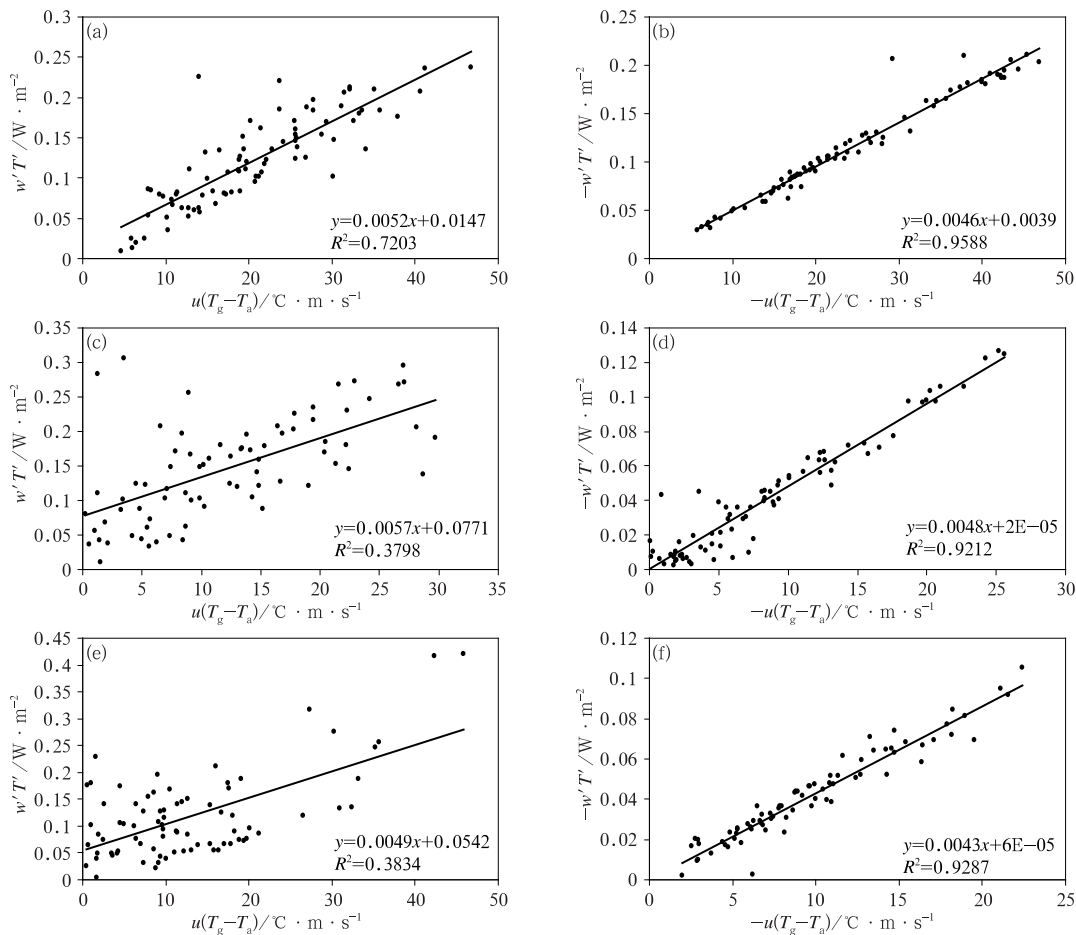 (a)
0.3
0.25
0.2
0.15
0.1
0.05
0
w′T′/W · m⁻²
y=0.0052x+0.0147
R²=0.7203
0 10 20 30 40 50
u(Tg−Ta)/℃ · m · s⁻¹
(b)
0.25
0.2
0.15
0.1
0.05
0
−w′T′/W · m⁻²
y=0.0046x+0.0039
R²=0.9588
0 10 20 30 40 50
−u(Tg−Ta)/℃ · m · s⁻¹
(c)
0.35
0.3
0.25
0.2
0.15
0.1
0.05
0
w′T′/W · m⁻²
y=0.0057x+0.0771
R²=0.3798
0 5 10 15 20 25 30 35
u(Tg−Ta)/℃ · m · s⁻¹
(d)
0.14
0.12
0.1
0.08
0.06
0.04
0.02
0
−w′T′/W · m⁻²
y=0.0048x+2E−05
R²=0.9212
0 5 10 15 20 25 30
−u(Tg−Ta)/℃ · m · s⁻¹
(e)
0.45
0.4
0.35
0.3
0.25
0.2
0.15
0.1
0.05
0
w′T′/W · m⁻²
y=0.0049x+0.0542
R²=0.3834
0 10 20 30 40 50
u(Tg−Ta)/℃ · m · s⁻¹
(f)
0.12
0.1
0.08
0.06
0.04
0.02
0
−w′T′/W · m⁻²
y=0.0043x+6E−05
R²=0.9287
0 5 10 15 20 25
−u(Tg−Ta)/℃ · m · s⁻¹